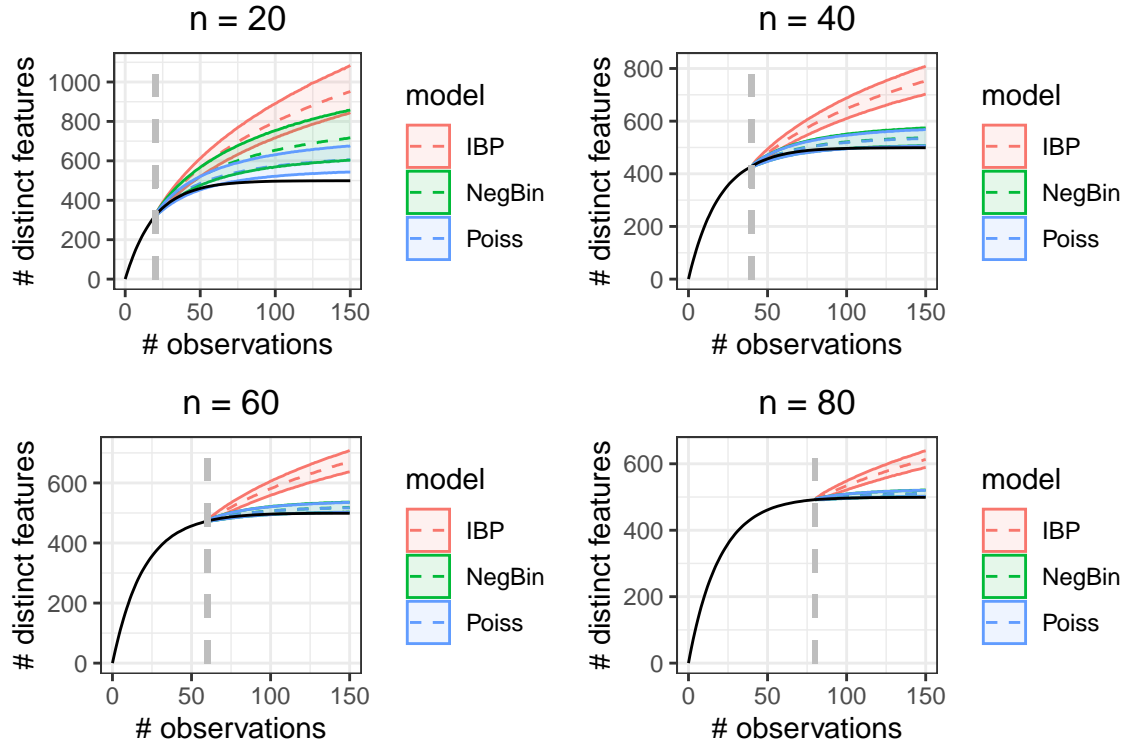 n = 20
# distinct features
1000
800
600
400
200
0
0 50 100 150
# observations
model
IBP
NegBin
Poiss
n = 40
# distinct features
800
600
400
200
0
0 50 100 150
# observations
model
IBP
NegBin
Poiss
n = 60
# distinct features
600
400
200
0
0 50 100 150
# observations
model
IBP
NegBin
Poiss
n = 80
# distinct features
600
400
200
0
0 50 100 150
# observations
model
IBP
NegBin
Poiss